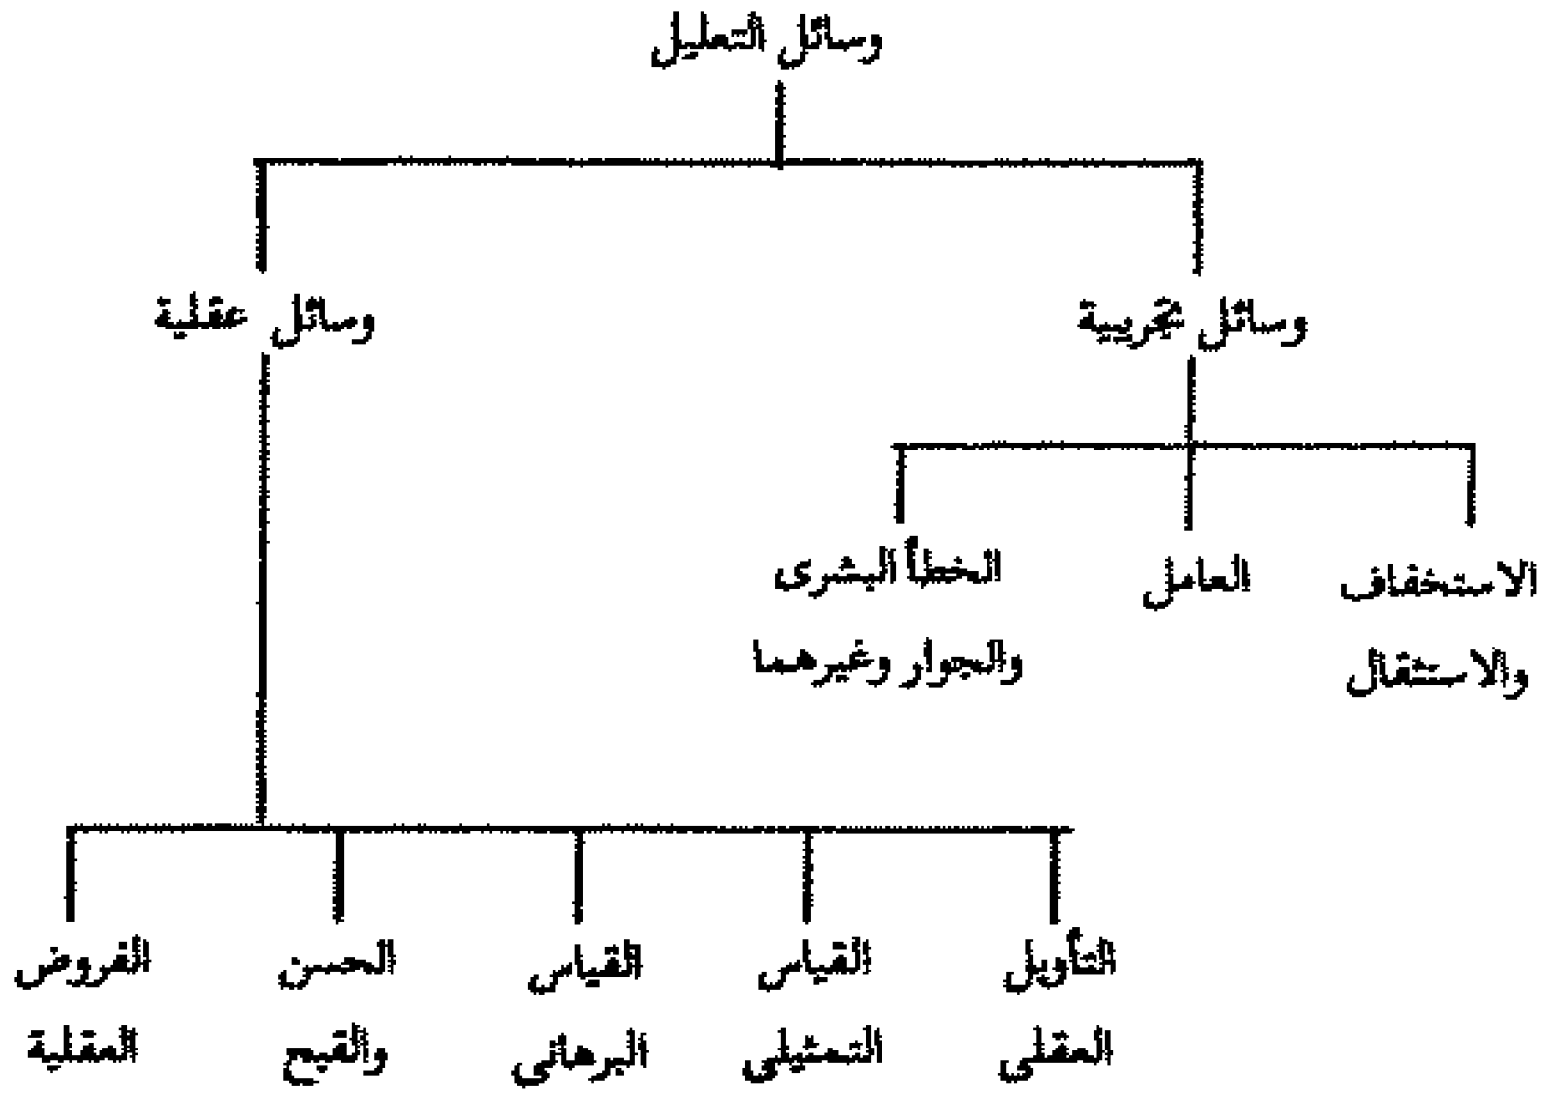 وسائل التعليل
وسائل تجريبية
وسائل عقلية
الاستخفاف
والاستثقال
العامل
الخطأ البشرى
والجوار وغيرهما
التأويل
العقلى
القياس
التمثيلى
القياس
البرهانى
الحسن
والقبح
الفروض
العقلية